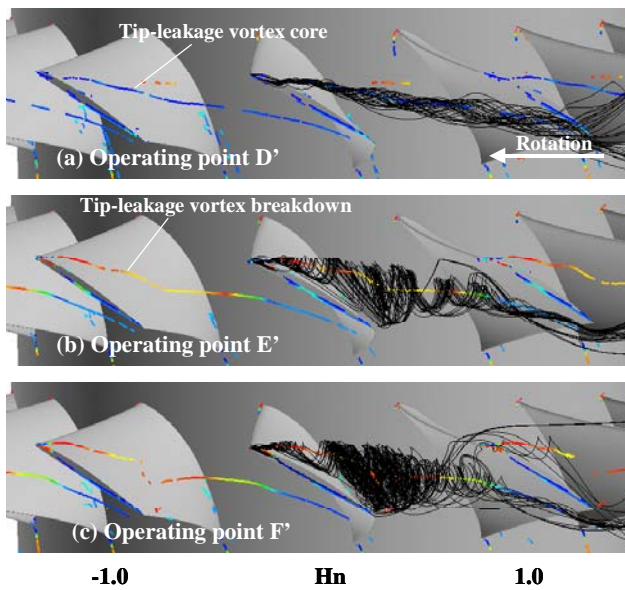 Tip-leakage vortex core
Rotation
(a) Operating point D’
Tip-leakage vortex breakdown
(b) Operating point E’
(c) Operating point F’
-1.0 Hn 1.0